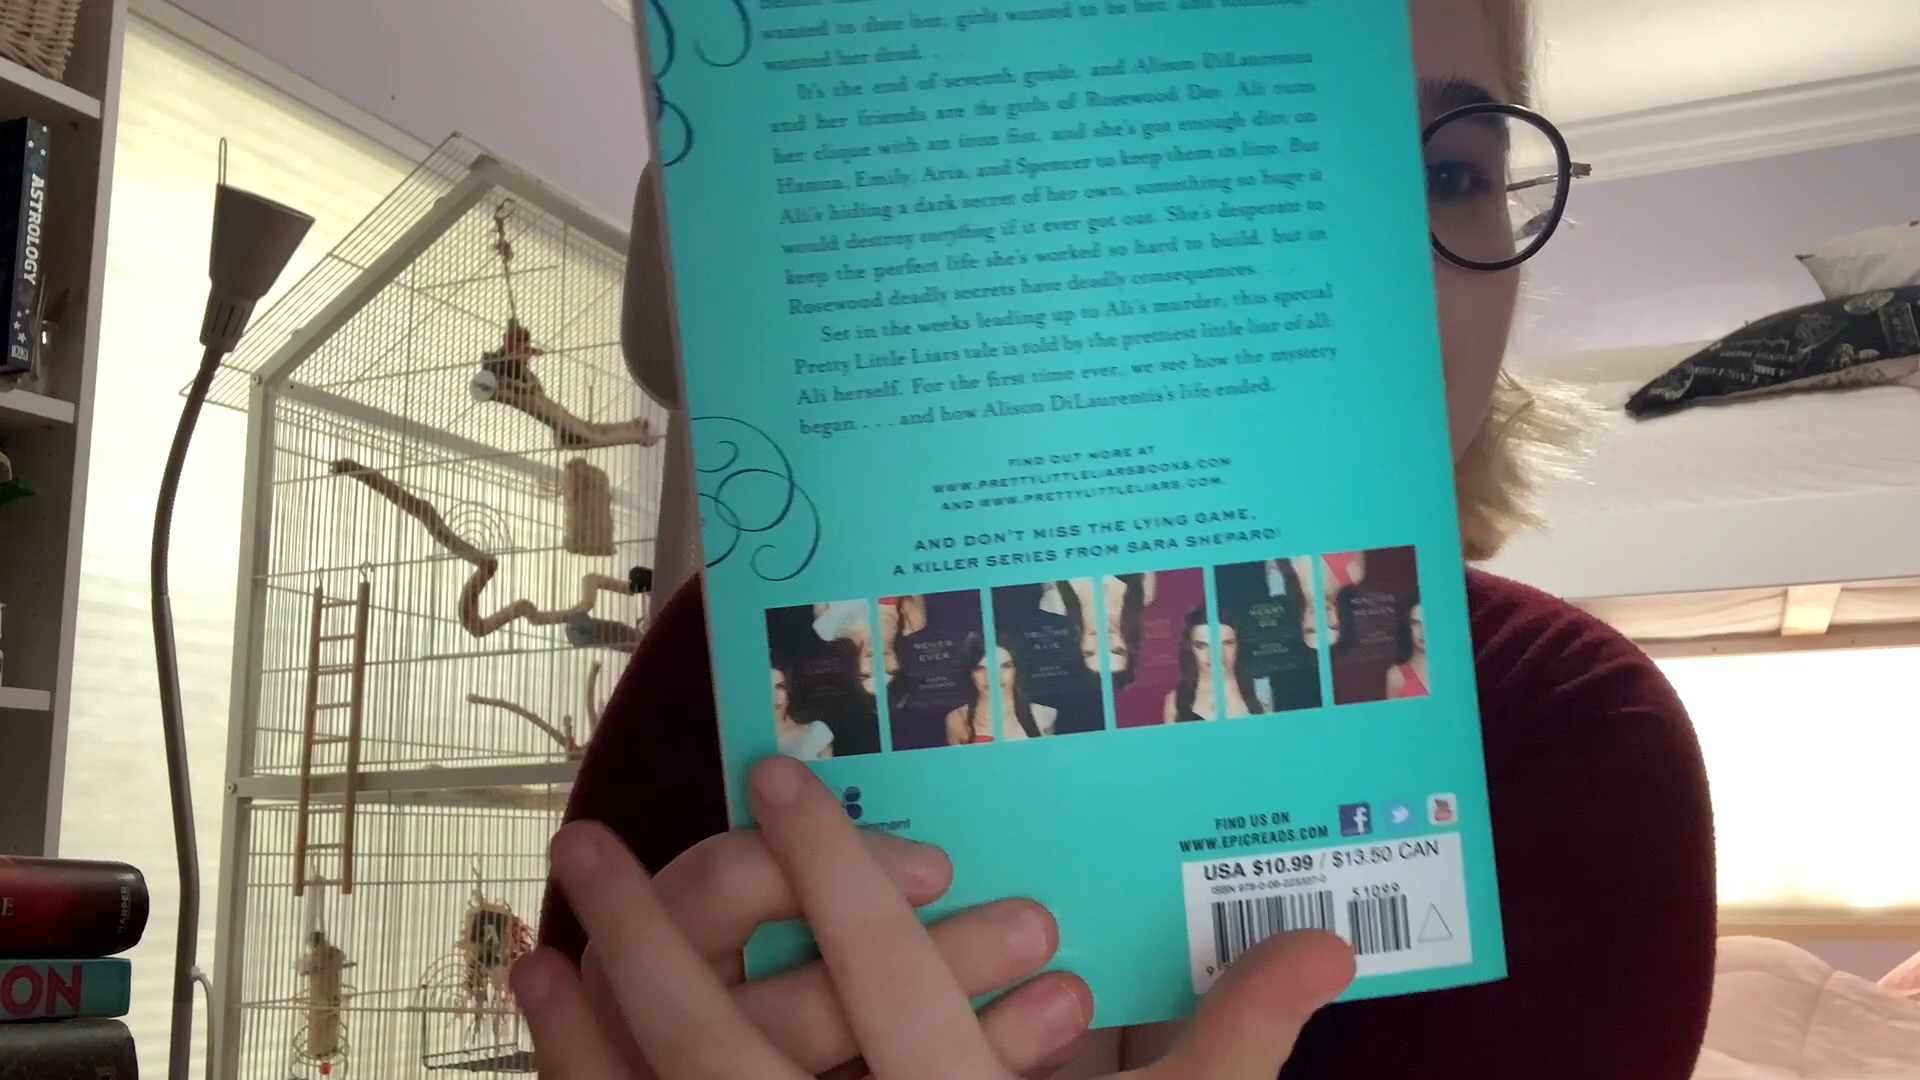 wanted to date her, girls wanted to be her, and somebody
wanted her dead. . . .
It's the end of seventh grade, and Alison DiLaurentis
and her friends are the girls of Rosewood Day. Ali runs
her clique with an iron fist, and she's got enough dirt on
Hanna, Emily, Aria, and Spencer to keep them in line. But
Ali's hiding a dark secret of her own, something so huge it
would destroy everything if it ever got out. She's desperate to
keep the perfect life she's worked so hard to build, but in
Rosewood deadly secrets have deadly consequences. . . .
Set in the weeks leading up to Ali's murder, this special
Pretty Little Liars tale is told by the prettiest little liar of all:
Ali herself. For the first time ever, we see how the mystery
began . . . and how Alison DiLaurentis's life ended.
FIND OUT MORE AT
WWW.PRETTYLITTLELIARSBOOKS.COM
AND WWW.PRETTYLITTLELIARS.COM.
AND DON'T MISS THE LYING GAME,
A KILLER SERIES FROM SARA SHEPARD!
NEVER
EVER
FIND US ON
WWW.EPICREADS.COM
USA $10.99 / $13.50 CAN
51099
9
ASTROLOGY
DK
E
HARPER
ON